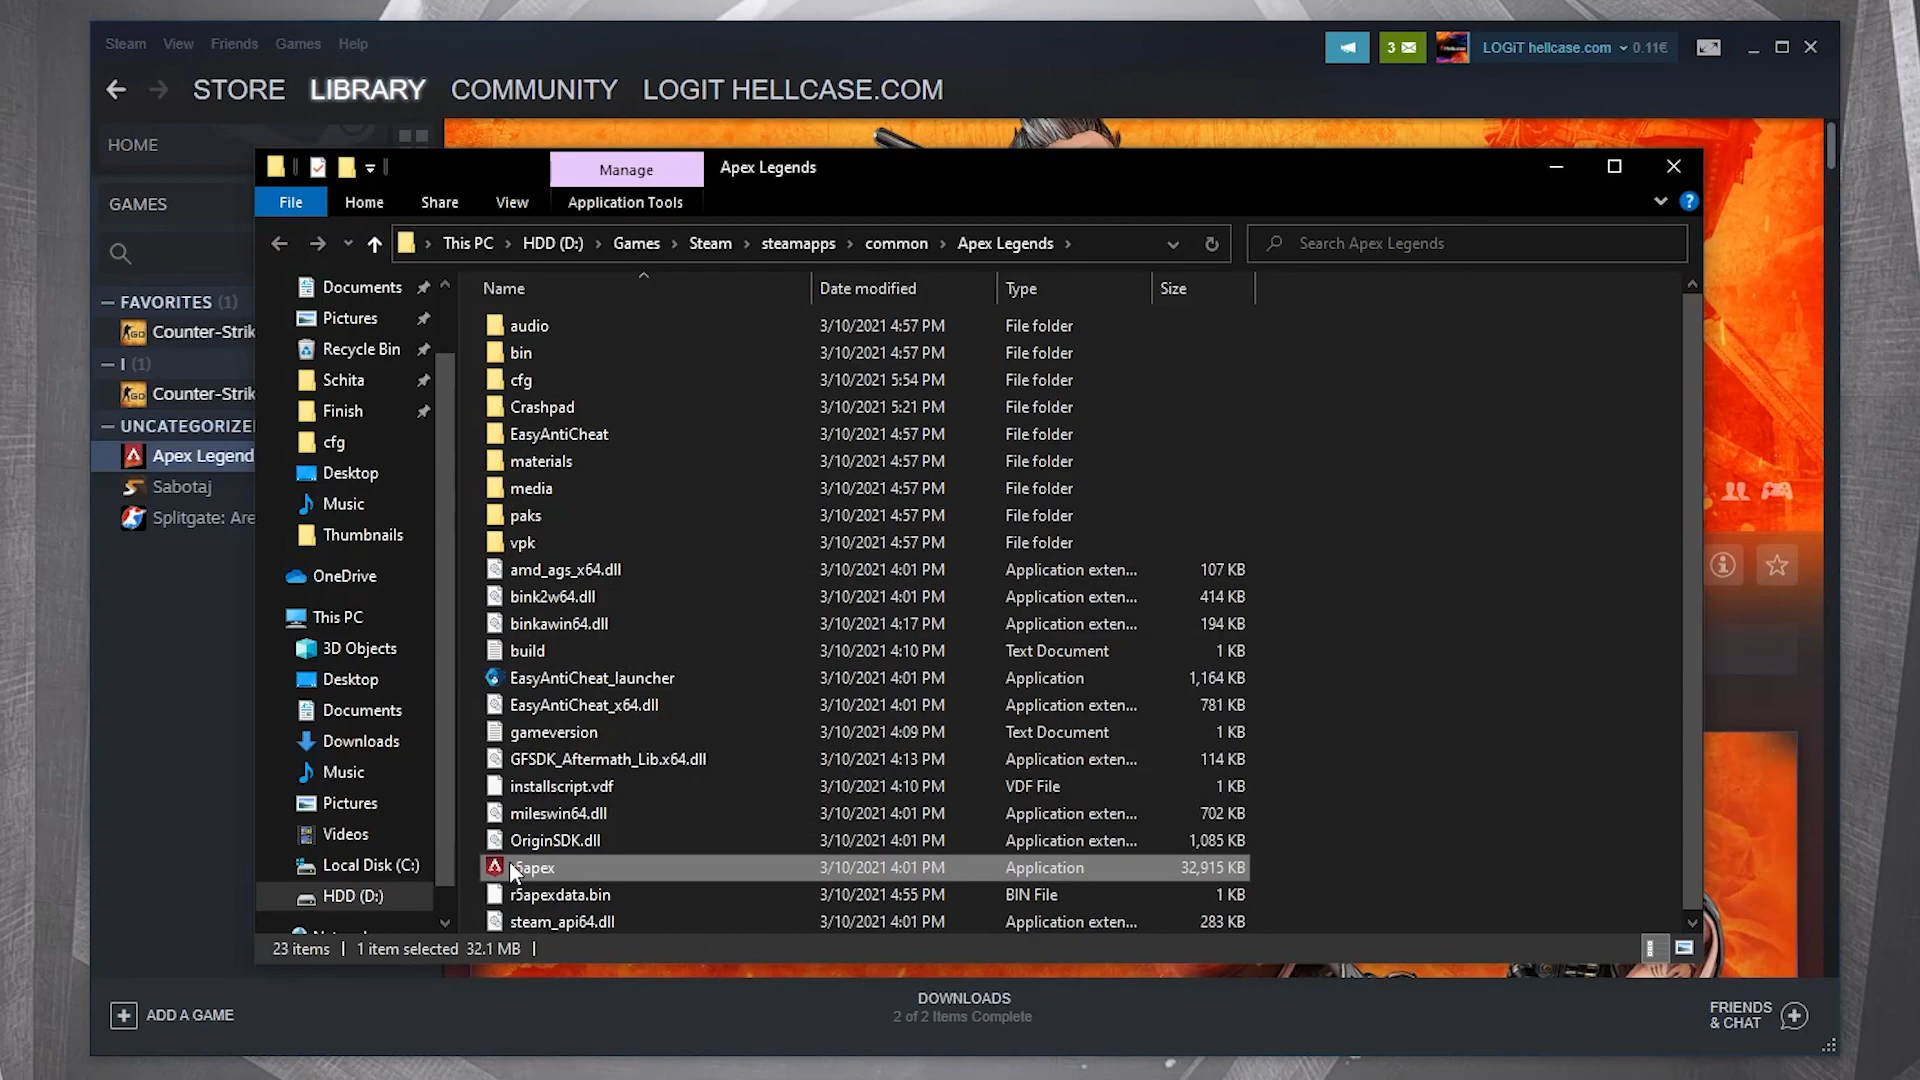 Steam View Friends Games Help
3 LOGiT hellcase.com 0.11€
STORE LIBRARY COMMUNITY LOGIT HELLCASE.COM
HOME
GAMES
FAVORITES (1)
Counter-Strik
I (1)
Counter-Strik
UNCATEGORIZE
Apex Legend
Sabotaj
Splitgate: Are
Manage Apex Legends
File Home Share View Application Tools
This PC HDD (D:) Games Steam steamapps common Apex Legends Search Apex Legends
Documents
Pictures
Recycle Bin
Schita
Finish
cfg
Desktop
Music
Thumbnails
OneDrive
This PC
3D Objects
Desktop
Documents
Downloads
Music
Pictures
Videos
Local Disk (C:)
HDD (D:)
Name Date modified Type Size
audio 3/10/2021 4:57 PM File folder
bin 3/10/2021 4:57 PM File folder
cfg 3/10/2021 5:54 PM File folder
Crashpad 3/10/2021 5:21 PM File folder
EasyAntiCheat 3/10/2021 4:57 PM File folder
materials 3/10/2021 4:57 PM File folder
media 3/10/2021 4:57 PM File folder
paks 3/10/2021 4:57 PM File folder
vpk 3/10/2021 4:57 PM File folder
amd_ags_x64.dll 3/10/2021 4:01 PM Application exten... 107 KB
bink2w64.dll 3/10/2021 4:01 PM Application exten... 414 KB
binkawin64.dll 3/10/2021 4:17 PM Application exten... 194 KB
build 3/10/2021 4:10 PM Text Document 1 KB
EasyAntiCheat_launcher 3/10/2021 4:01 PM Application 1,164 KB
EasyAntiCheat_x64.dll 3/10/2021 4:01 PM Application exten... 781 KB
gameversion 3/10/2021 4:09 PM Text Document 1 KB
GFSDK_Aftermath_Lib.x64.dll 3/10/2021 4:13 PM Application exten... 114 KB
installscript.vdf 3/10/2021 4:10 PM VDF File 1 KB
mileswin64.dll 3/10/2021 4:01 PM Application exten... 702 KB
OriginSDK.dll 3/10/2021 4:01 PM Application exten... 1,085 KB
r5apex 3/10/2021 4:01 PM Application 32,915 KB
r5apexdata.bin 3/10/2021 4:55 PM BIN File 1 KB
steam_api64.dll 3/10/2021 4:01 PM Application exten... 283 KB
23 items 1 item selected 32.1 MB
ADD A GAME
DOWNLOADS
2 of 2 Items Complete
FRIENDS
& CHAT